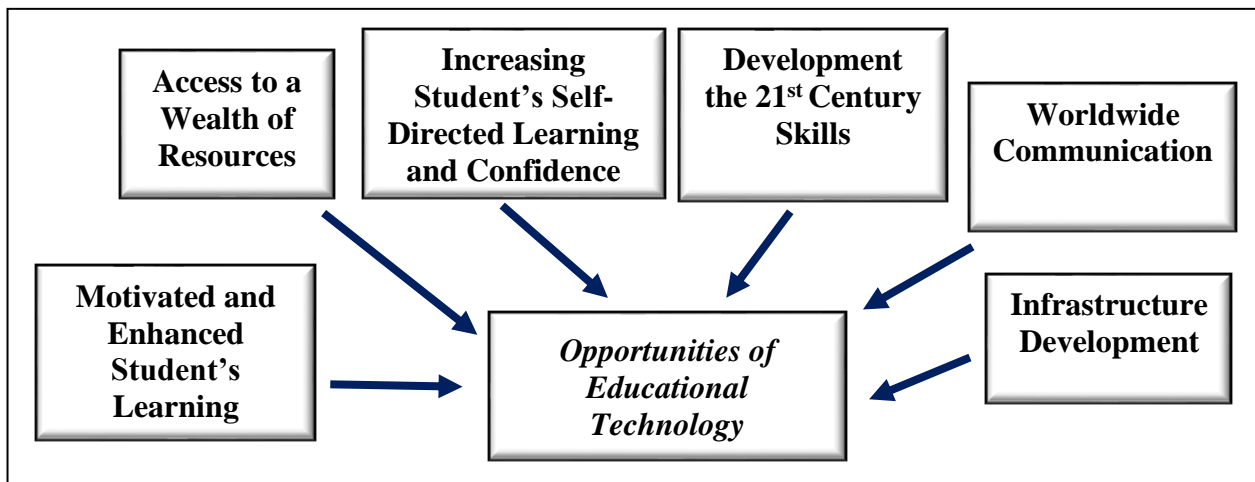 Access to a
Wealth of
Resources
Increasing
Student’s Self-
Directed Learning
and Confidence
Development
the 21st Century
Skills
Worldwide
Communication
Motivated and
Enhanced
Student’s
Learning
Opportunities of
Educational
Technology
Infrastructure
Development